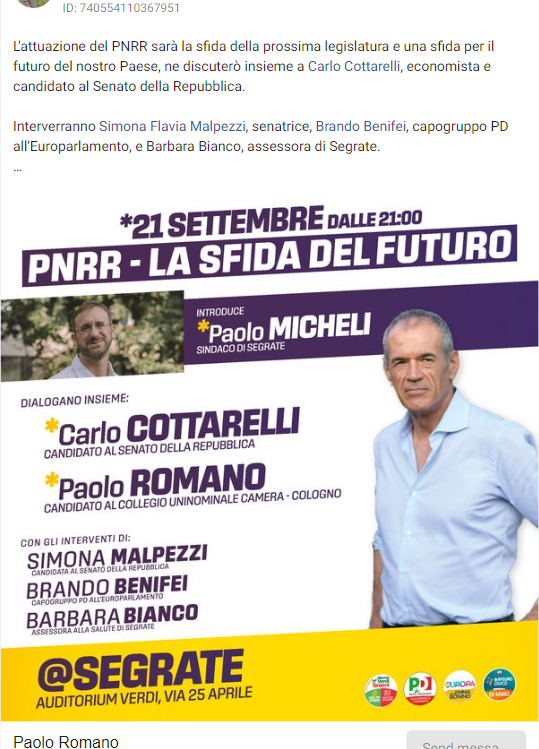 ID: 740554110367951
L'attuazione del PNRR sarà la sfida della prossima legislatura e una sfida per il
futuro del nostro Paese, ne discuterò insieme a Carlo Cottarelli, economista e
candidato al Senato della Repubblica.
Interverranno Simona Flavia Malpezzi, senatrice, Brando Benifei, capogruppo PD
all'Europarlamento, e Barbara Bianco, assessora di Segrate.
...
*21 SETTEMBRE DALLE 21:00
PNRR - LA SFIDA DEL FUTURO
INTRODUCE
*Paolo MICHELI
SINDACO DI SEGRATE
DIALOGANO INSIEME:
*Carlo COTTARELLI
CANDIDATO AL SENATO DELLA REPUBBLICA
*Paolo ROMANO
CANDIDATO AL COLLEGIO UNINOMINALE CAMERA - COLOGNO
CON GLI INTERVENTI DI:
SIMONA MALPEZZI
CANDIDATA AL SENATO DELLA REPUBBLICA
BRANDO BENIFEI
CAPOGRUPPO PD ALL'EUROPARLAMENTO
BARBARA BIANCO
ASSESSORA ALLA SALUTE DI SEGRATE
@SEGRATE
AUDITORIUM VERDI, VIA 25 APRILE
PD
EUROPA
EMMA
BONINO
IMPEGNO
CIVICO
DI MAIO
Paolo Romano
Send messa